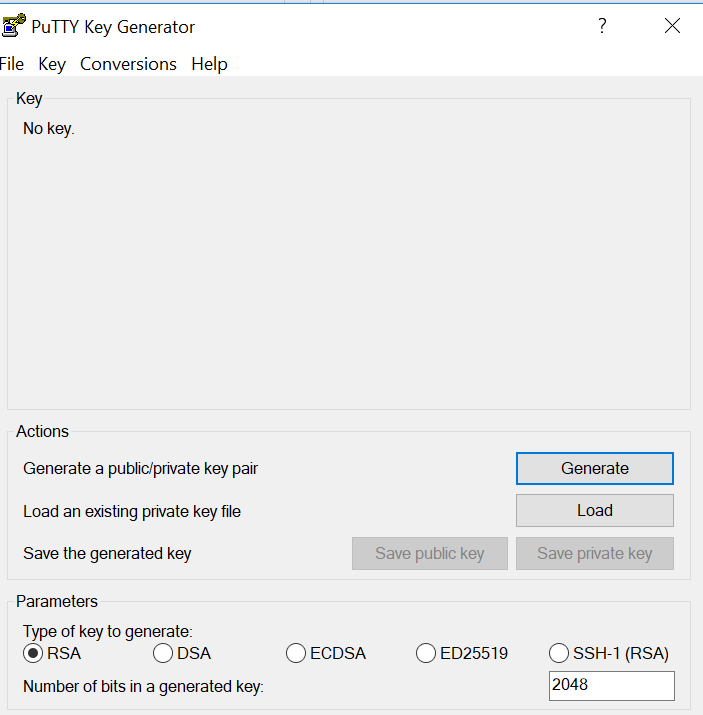 PuTTY Key Generator
?
File Key Conversions Help
Key
No key.
Actions
Generate a public/private key pair
Generate
Load an existing private key file
Load
Save the generated key
Save public key
Save private key
Parameters
Type of key to generate:
RSA DSA ECDSA ED25519 SSH-1 (RSA)
Number of bits in a generated key:
2048